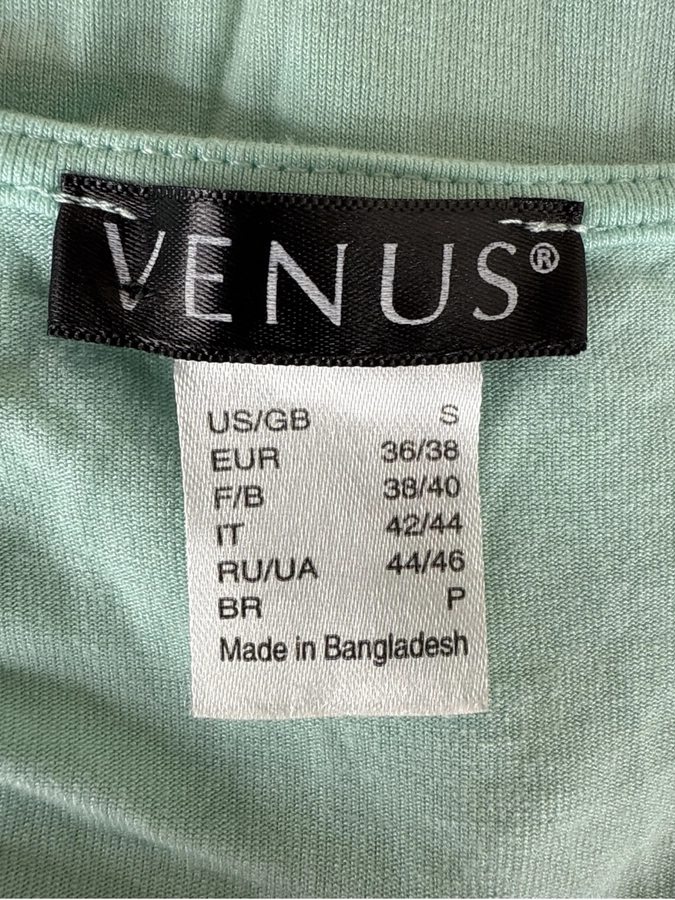 VENUS®
US/GB S
EUR 36/38
F/B 38/40
IT 42/44
RU/UA 44/46
BR P
Made in Bangladesh